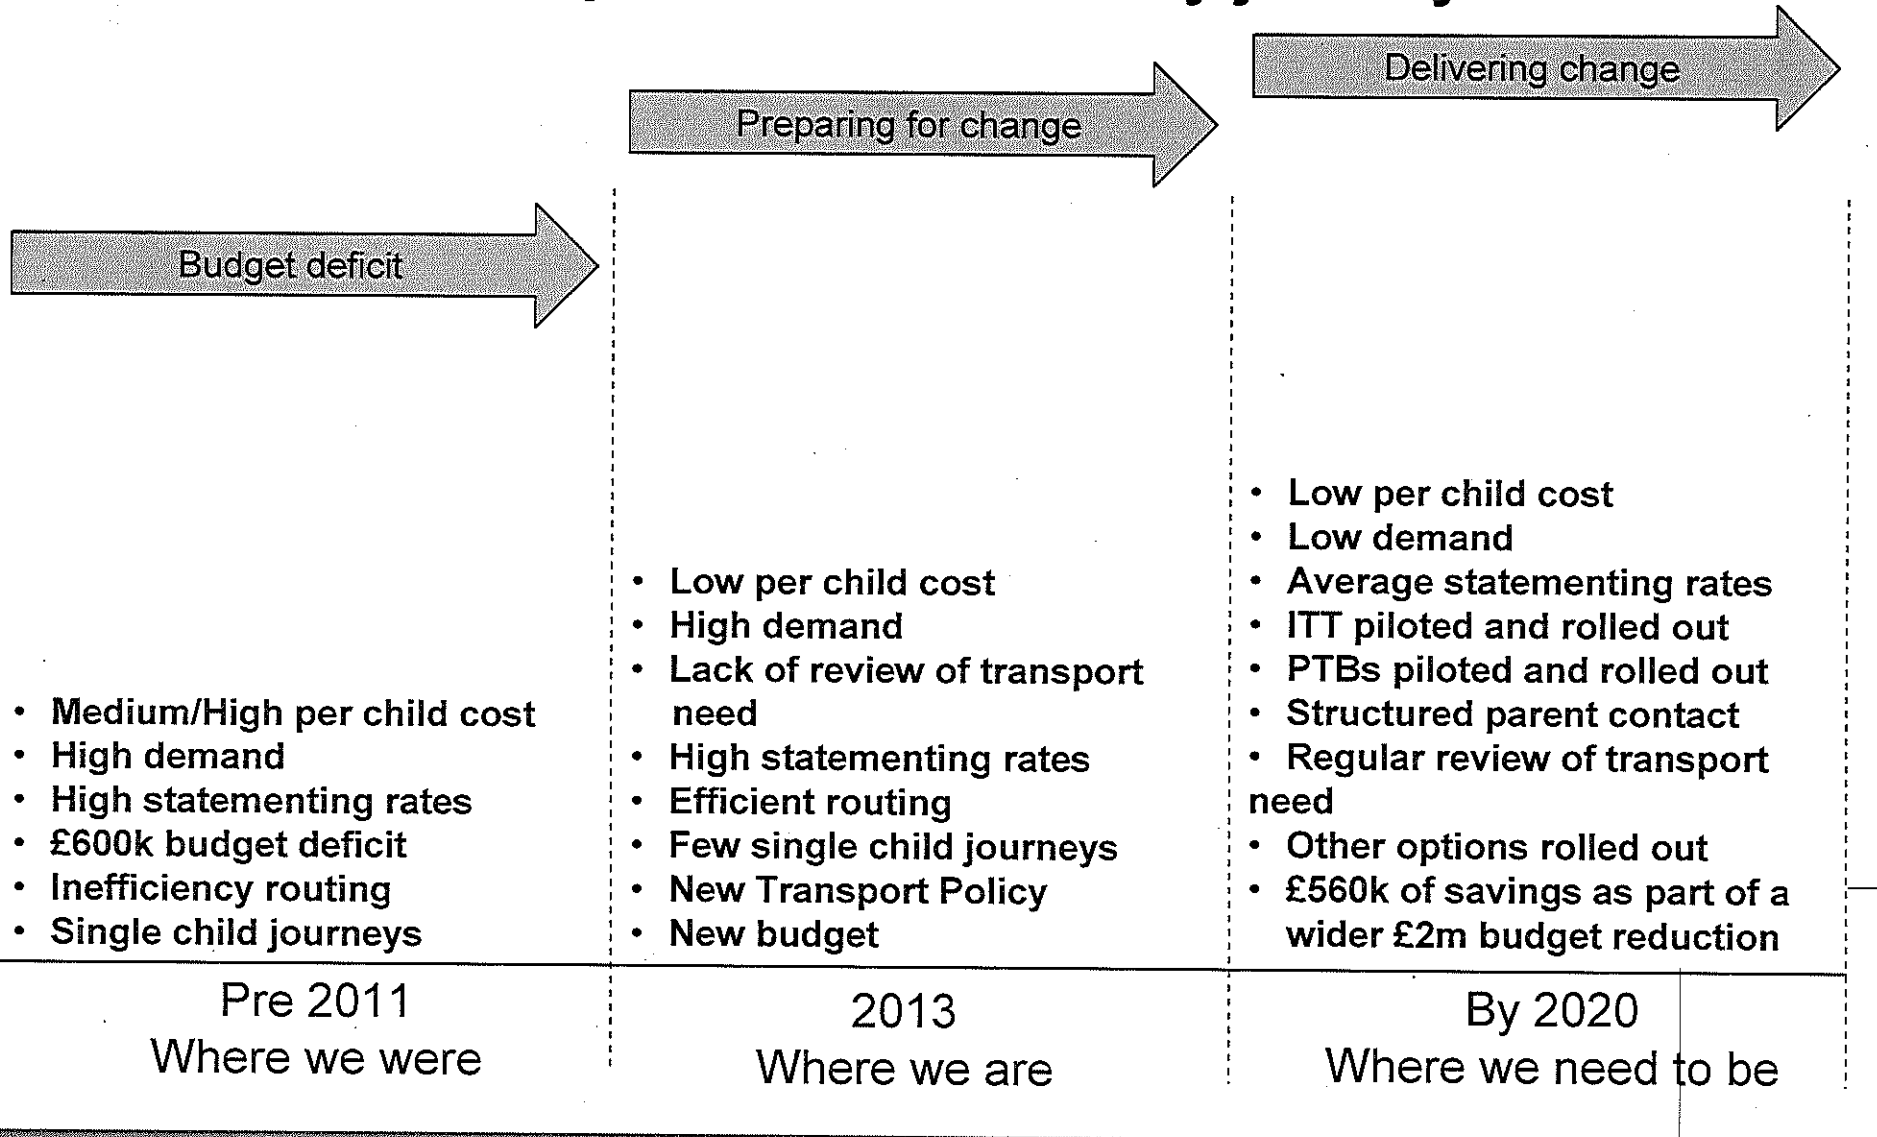 Delivering change
Preparing for change
Budget deficit
• Medium/High per child cost
• High demand
• High statementing rates
• £600k budget deficit
• Inefficiency routing
• Single child journeys
• Low per child cost
• High demand
• Lack of review of transport
need
• High statementing rates
• Efficient routing
• Few single child journeys
• New Transport Policy
• New budget
• Low per child cost
• Low demand
• Average statementing rates
• ITT piloted and rolled out
• PTBs piloted and rolled out
• Structured parent contact
• Regular review of transport
need
• Other options rolled out
• £560k of savings as part of a
wider £2m budget reduction
Pre 2011
Where we were
2013
Where we are
By 2020
Where we need to be